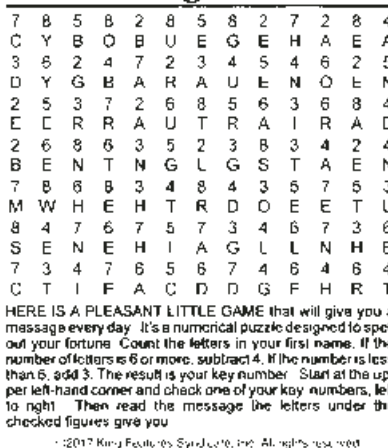 7 8 5 8 2 8 5 8 2 7 2 8 4
C Y B O B U E G E H A E A
3 6 2 4 7 2 3 4 5 4 6 2 5
D Y G B A R A U E N O E N
2 5 3 7 2 6 8 5 6 3 6 8 4
E E R R A U T R A I R A D
2 6 8 6 3 5 2 3 8 3 4 2 4
B E N T N G L G S T A E N
7 8 6 8 3 4 8 4 3 5 7 5 3
M W H E H T R D O E E T U
8 4 7 6 7 5 7 3 4 6 7 3 6
S E N E H I A G L L N H E
7 3 4 7 6 5 6 7 4 6 4 6 4
C T I F A C D D G F H R T
HERE IS A PLEASANT LITTLE GAME that will give you a
message every day. It's a numerical puzzle designed to spell
out your fortune. Count the letters in your first name. If the
number of letters is 6 or more, subtract 4. If the number is less
than 6, add 3. The result is your key number. Start at the up-
per left-hand corner and check one of your key numbers, left
to right. Then read the message the letters under the
checked figures give you.
©2017 King Features Syndicate, Inc. All rights reserved